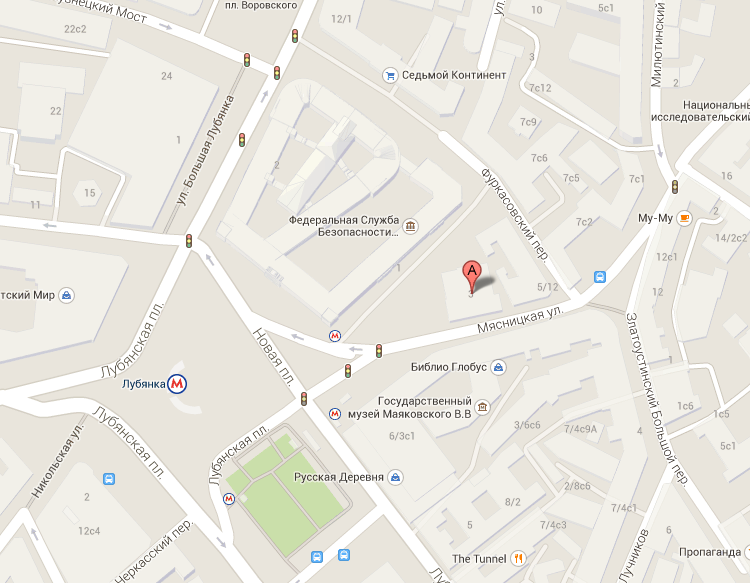 Кузнецкий Мост
пл. Воровского
12/1
10
5с1
Милютинский
ул.
22с2
24
Седьмой Континент
3
7с12
22
1
ул. Большая Лубянка
7с9
7с6
7с5
7с1
Национальный
исследовательский
15
11
Фуркасовский пер.
16
Федеральная Служба
Безопасности...
7с2
Му-Му
2
14/2с2
1
A
12с1
12
5/12
тский Мир
Лубянская пл.
Новая пл.
Мясницкая ул.
Златоустинский Большой пер
Лубянка
Библио Глобус
Лубянская пл.
Государственный
музей Маяковского В.В
6/3с1
3/6с6
7/4с9А
4
1с6
1с
5с1
Никольская ул.
Лубянская пл.
Русская Деревня
2
2/8с6
8/2
7/4с1
5
7/4с3
12с4
Черкасский пер.
The Tunnel
Лучников
Пропаганда
Лу